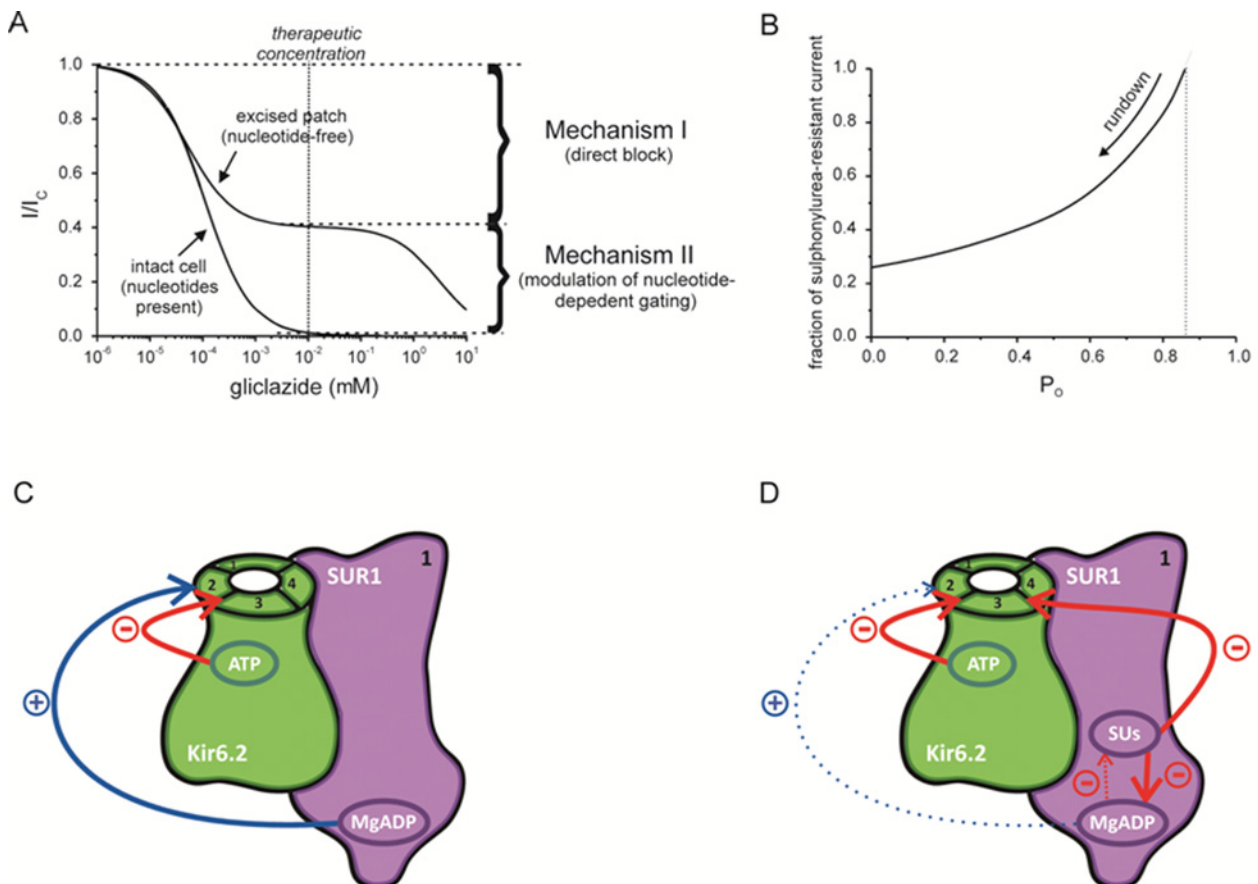 A
therapeutic
concentration
1.0
0.8
0.6
0.4
0.2
0.0
I/I_C
excised patch
(nucleotide-free)
intact cell
(nucleotides
present)
10⁻⁶
10⁻⁵
10⁻⁴
10⁻³
10⁻²
10⁻¹
10⁰
10¹
gliclazide (mM)
Mechanism I
(direct block)
Mechanism II
(modulation of nucleotide-
depedent gating)
B
fraction of sulphonylurea-resistant current
1.0
0.8
0.6
0.4
0.2
0.0
rundown
0.0
0.2
0.4
0.6
0.8
1.0
P_O
C
1
2
3
4
SUR1
1
−
ATP
+
Kir6.2
MgADP
D
1
2
3
4
SUR1
1
−
ATP
−
+
SUs
Kir6.2
−
−
MgADP